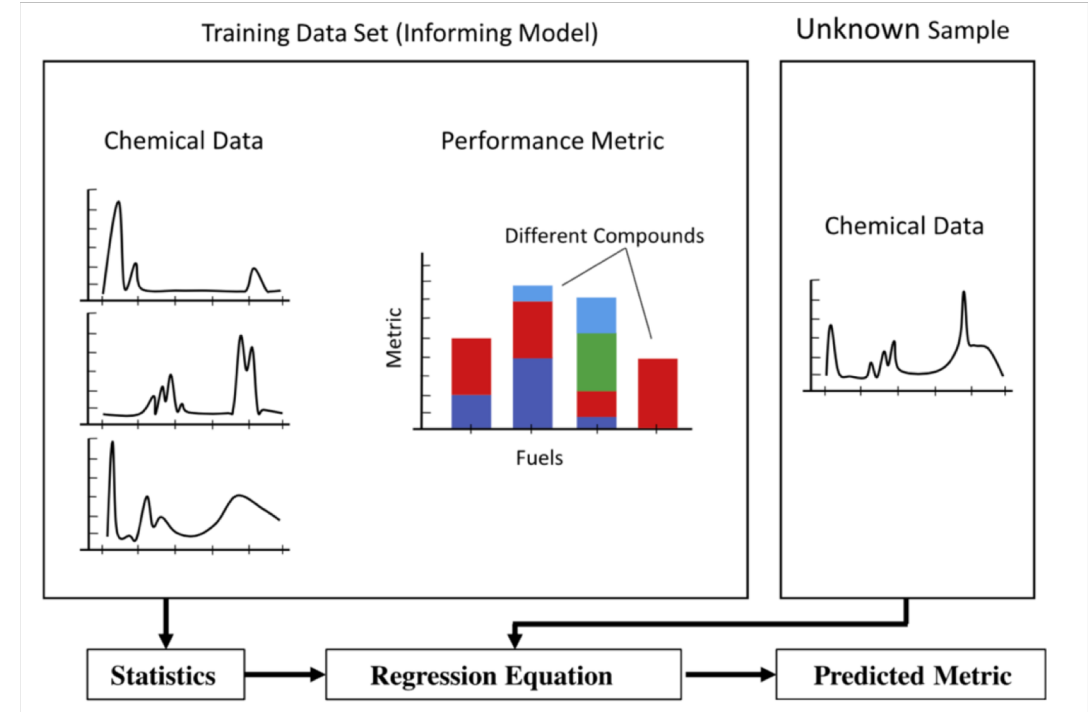 Training Data Set (Informing Model)
Unknown Sample
Chemical Data
Performance Metric
Different Compounds
Metric
Fuels
Chemical Data
Statistics
Regression Equation
Predicted Metric